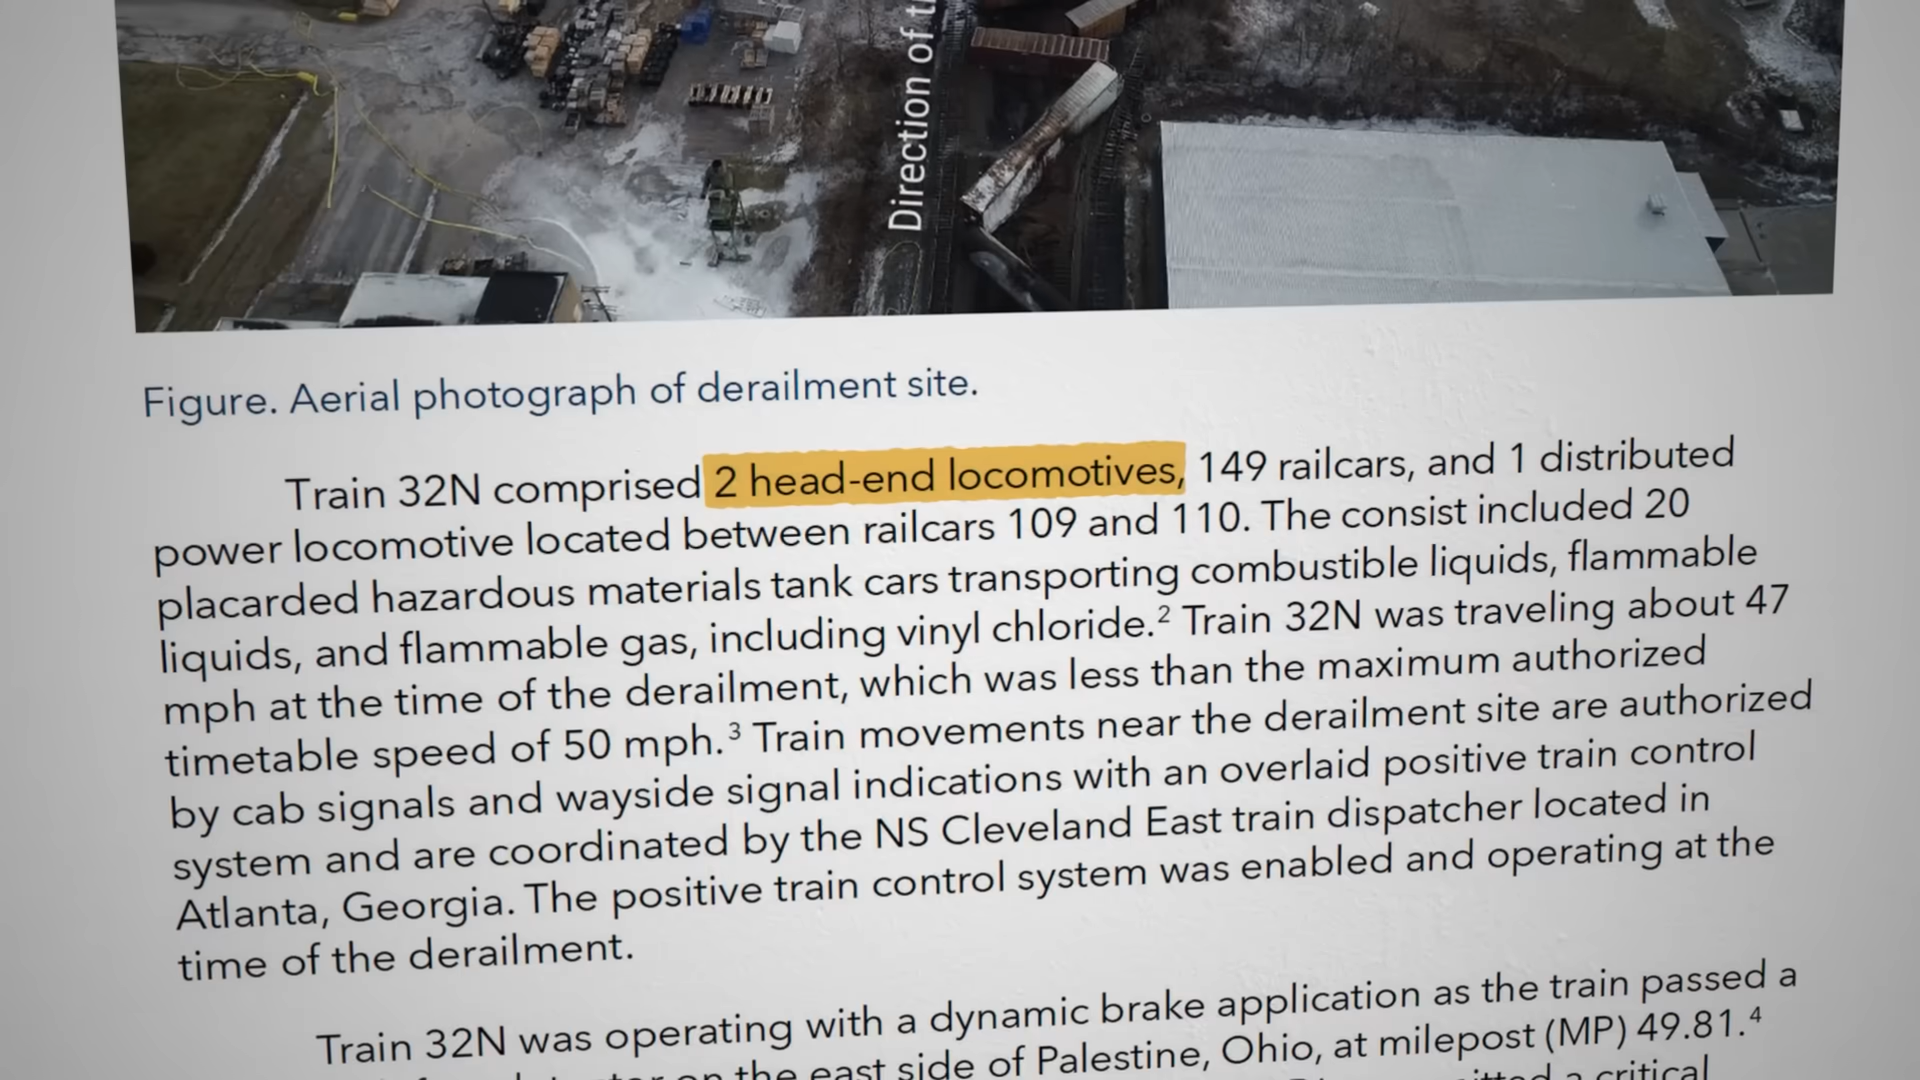 Direction of
Figure. Aerial photograph of derailment site.
Train 32N comprised 2 head-end locomotives, 149 railcars, and 1 distributed
power locomotive located between railcars 109 and 110. The consist included 20
placarded hazardous materials tank cars transporting combustible liquids, flammable
liquids, and flammable gas, including vinyl chloride.² Train 32N was traveling about 47
mph at the time of the derailment, which was less than the maximum authorized
timetable speed of 50 mph.³ Train movements near the derailment site are authorized
by cab signals and wayside signal indications with an overlaid positive train control
system and are coordinated by the NS Cleveland East train dispatcher located in
Atlanta, Georgia. The positive train control system was enabled and operating at the
time of the derailment.
Train 32N was operating with a dynamic brake application as the train passed a
on the east side of Palestine, Ohio, at milepost (MP) 49.81.⁴
a critical